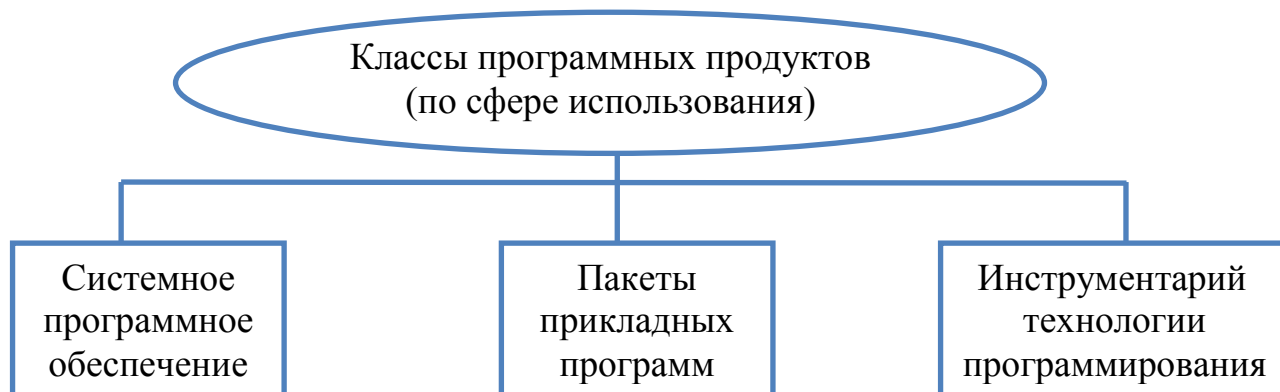 Классы программных продуктов
(по сфере использования)
Системное
программное
обеспечение
Пакеты
прикладных
программ
Инструментарий
технологии
программирования